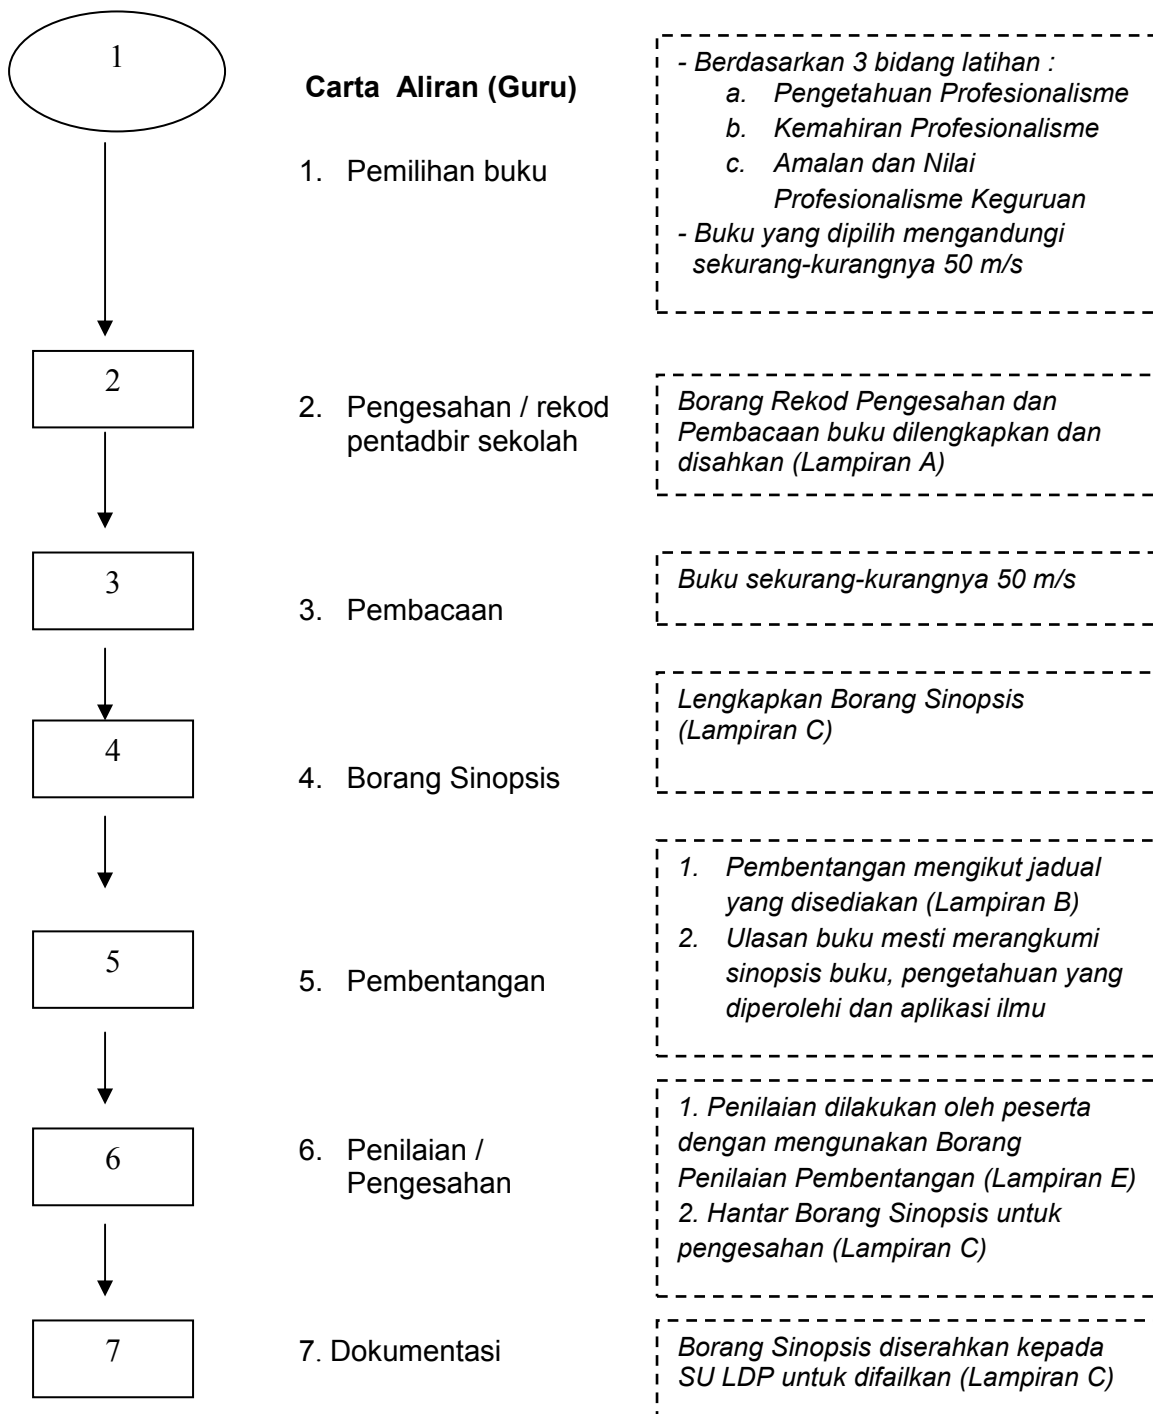 1
Carta Aliran (Guru)
- Berdasarkan 3 bidang latihan :
a. Pengetahuan Profesionalisme
b. Kemahiran Profesionalisme
c. Amalan dan Nilai
Profesionalisme Keguruan
- Buku yang dipilih mengandungi
sekurang-kurangnya 50 m/s
1. Pemilihan buku
2
2. Pengesahan / rekod
pentadbir sekolah
Borang Rekod Pengesahan dan
Pembacaan buku dilengkapkan dan
disahkan (Lampiran A)
3
3. Pembacaan
Buku sekurang-kurangnya 50 m/s
4
4. Borang Sinopsis
Lengkapkan Borang Sinopsis
(Lampiran C)
5
5. Pembentangan
1. Pembentangan mengikut jadual
yang disediakan (Lampiran B)
2. Ulasan buku mesti merangkumi
sinopsis buku, pengetahuan yang
diperolehi dan aplikasi ilmu
6
6. Penilaian /
Pengesahan
1. Penilaian dilakukan oleh peserta
dengan mengunakan Borang
Penilaian Pembentangan (Lampiran E)
2. Hantar Borang Sinopsis untuk
pengesahan (Lampiran C)
7
7. Dokumentasi
Borang Sinopsis diserahkan kepada
SU LDP untuk difailkan (Lampiran C)